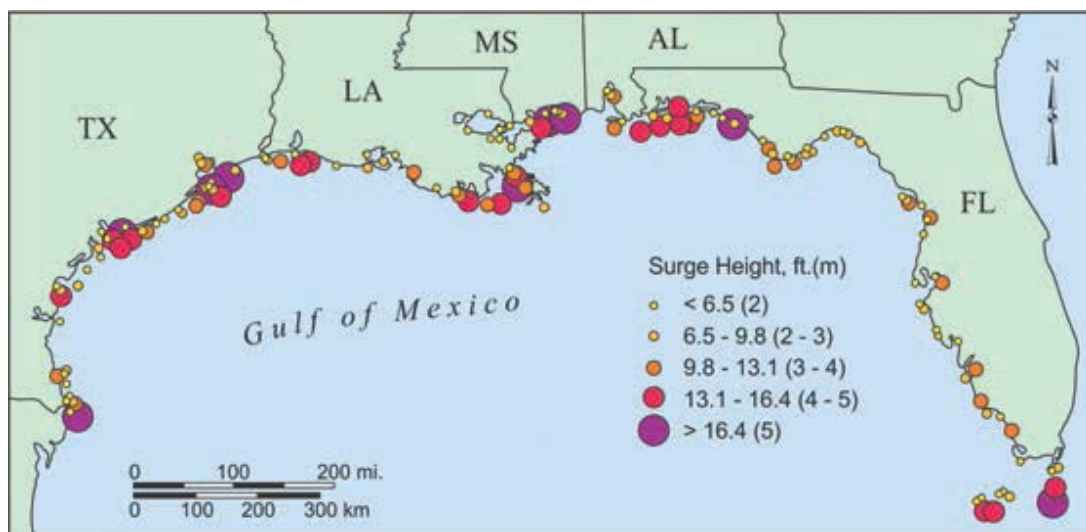 MS
AL
LA
TX
N
S
FL
Gulf of Mexico
Surge Height, ft.(m)
< 6.5 (2)
6.5 - 9.8 (2 - 3)
9.8 - 13.1 (3 - 4)
13.1 - 16.4 (4 - 5)
> 16.4 (5)
0 100 200 mi.
0 100 200 300 km